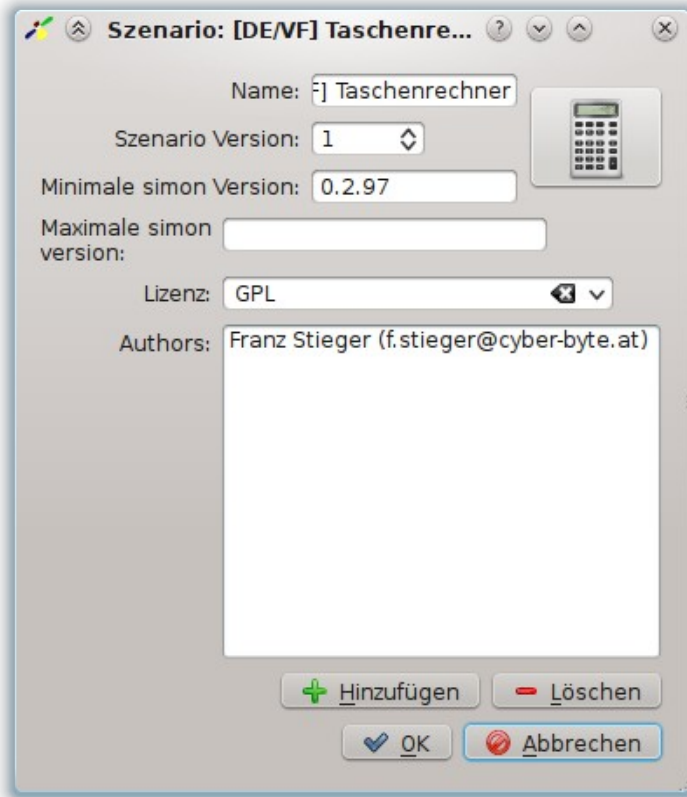 Szenario: [DE/VF] Taschenre...
Name: F] Taschenrechner
Szenario Version: 1
Minimale simon Version: 0.2.97
Maximale simon
version:
Lizenz: GPL
Authors: Franz Stieger (f.stieger@cyber-byte.at)
Hinzufügen Löschen
OK Abbrechen